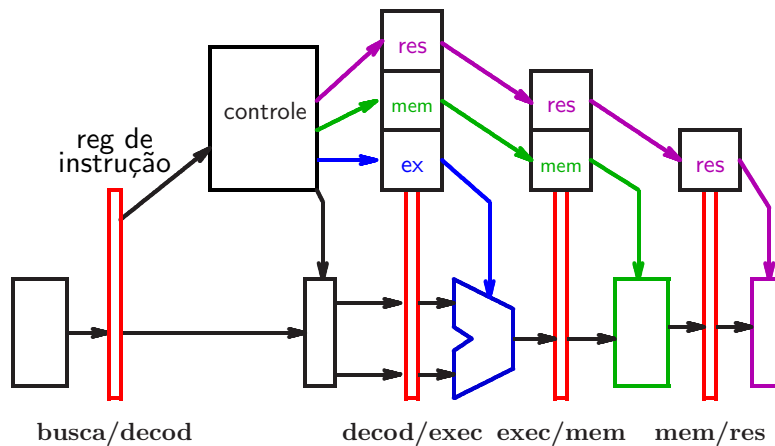 res
controle
mem
res
reg de
instrução
ex
mem
res
busca/decod
decod/exec
exec/mem
mem/res